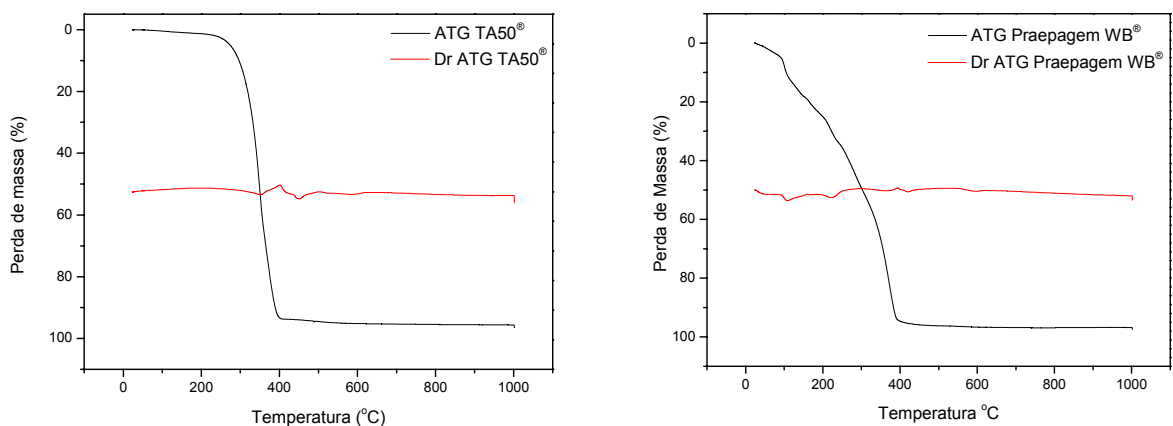 ATG TA50®
Dr ATG TA50®
Perda de massa (%)
0
20
40
60
80
100
0 200 400 600 800 1000
Temperatura (°C)
ATG Praepagem WB®
Dr ATG Praepagem WB®
Perda de Massa (%)
0
20
40
60
80
100
0 200 400 600 800 1000
Temperatura °C